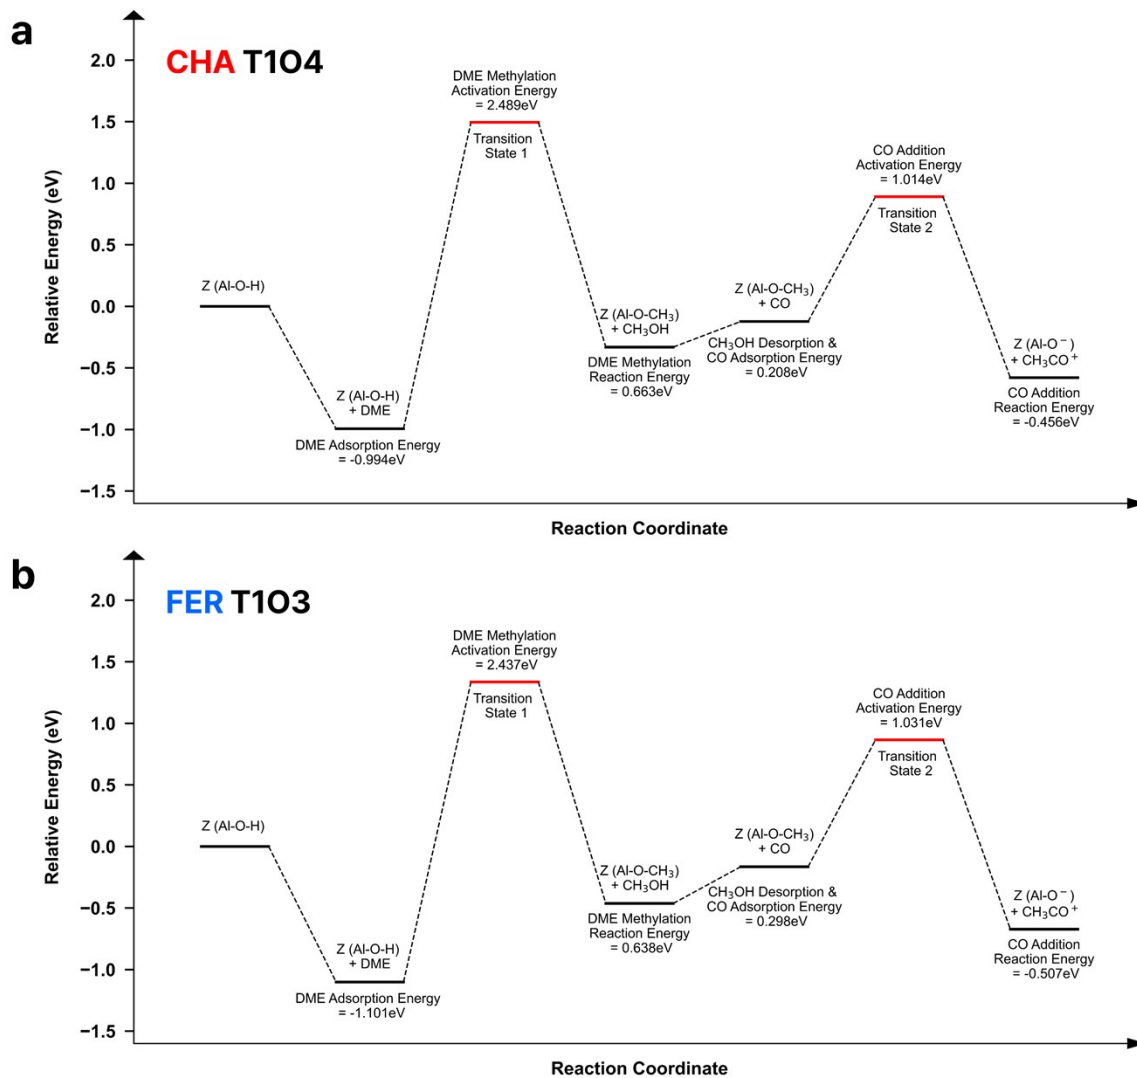 a
CHA T1O4
Relative Energy (eV)
2.0
1.5
1.0
0.5
0.0
−0.5
−1.0
−1.5
Z (Al-O-H)
Z (Al-O-H)
+ DME
DME Adsorption Energy
= -0.994eV
DME Methylation
Activation Energy
= 2.489eV
Transition
State 1
Z (Al-O-CH₃)
+ CH₃OH
DME Methylation
Reaction Energy
= 0.663eV
Z (Al-O-CH₃)
+ CO
CH₃OH Desorption &
CO Adsorption Energy
= 0.208eV
CO Addition
Activation Energy
= 1.014eV
Transition
State 2
Z (Al-O⁻)
+ CH₃CO⁺
CO Addition
Reaction Energy
= -0.456eV
Reaction Coordinate
b
FER T1O3
Relative Energy (eV)
2.0
1.5
1.0
0.5
0.0
−0.5
−1.0
−1.5
Z (Al-O-H)
Z (Al-O-H)
+ DME
DME Adsorption Energy
= -1.101eV
DME Methylation
Activation Energy
= 2.437eV
Transition
State 1
Z (Al-O-CH₃)
+ CH₃OH
DME Methylation
Reaction Energy
= 0.638eV
Z (Al-O-CH₃)
+ CO
CH₃OH Desorption &
CO Adsorption Energy
= 0.298eV
CO Addition
Activation Energy
= 1.031eV
Transition
State 2
Z (Al-O⁻)
+ CH₃CO⁺
CO Addition
Reaction Energy
= -0.507eV
Reaction Coordinate